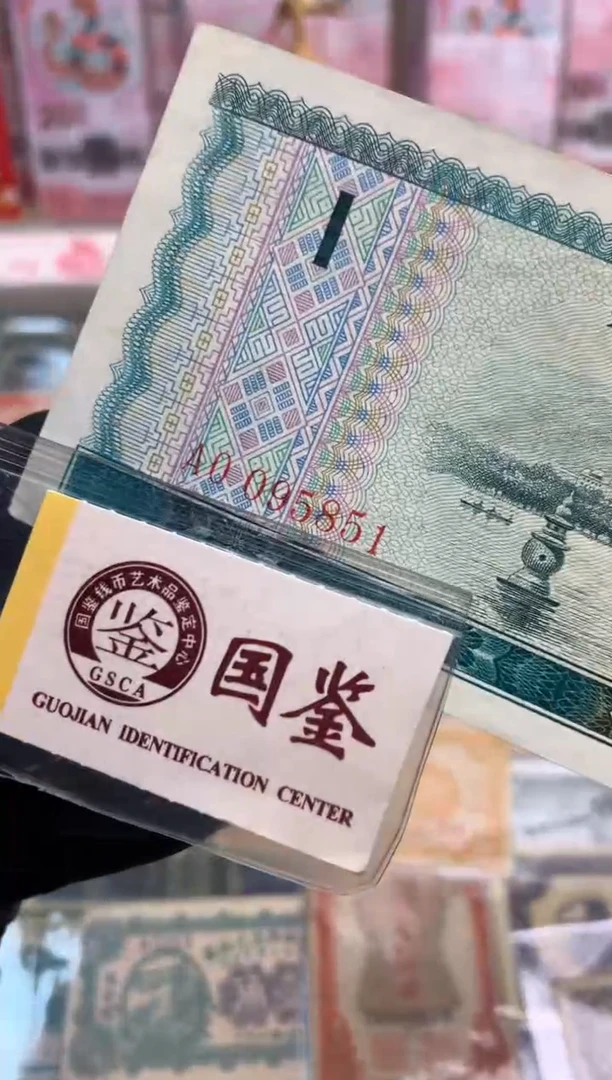 AO 095851
国鉴钱币艺术品鉴定中心
鉴
GSCA
国鉴
GUOJIAN IDENTIFICATION CENTER